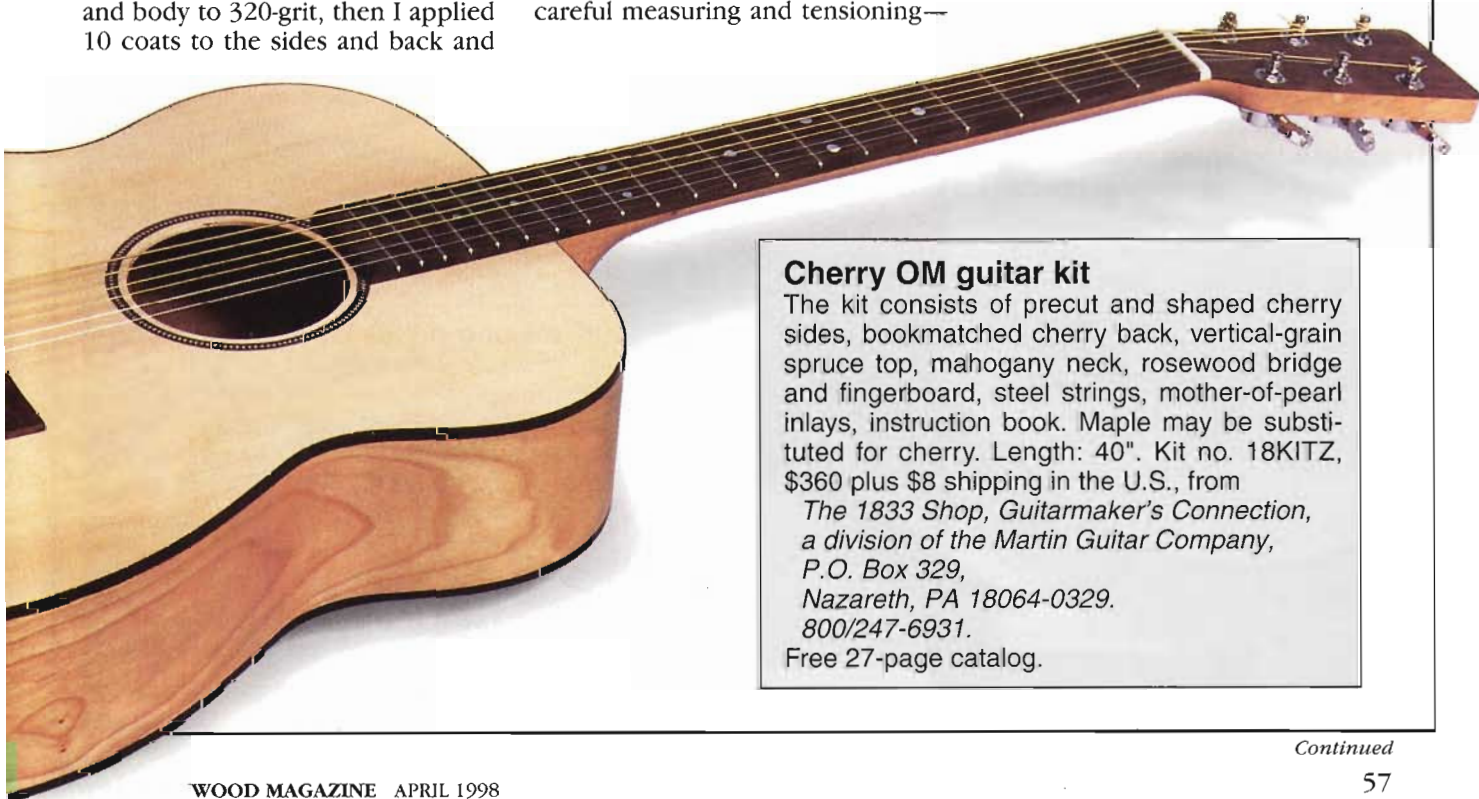 and body to 320-grit, then I applied
10 coats to the sides and back and
careful measuring and tensioning—
Cherry OM guitar kit
The kit consists of precut and shaped cherry
sides, bookmatched cherry back, vertical-grain
spruce top, mahogany neck, rosewood bridge
and fingerboard, steel strings, mother-of-pearl
inlays, instruction book. Maple may be substi-
tuted for cherry. Length: 40". Kit no. 18KITZ,
$360 plus $8 shipping in the U.S., from
The 1833 Shop, Guitarmaker's Connection,
a division of the Martin Guitar Company,
P.O. Box 329,
Nazareth, PA 18064-0329.
800/247-6931.
Free 27-page catalog.
Continued
WOOD MAGAZINE APRIL 1998
57